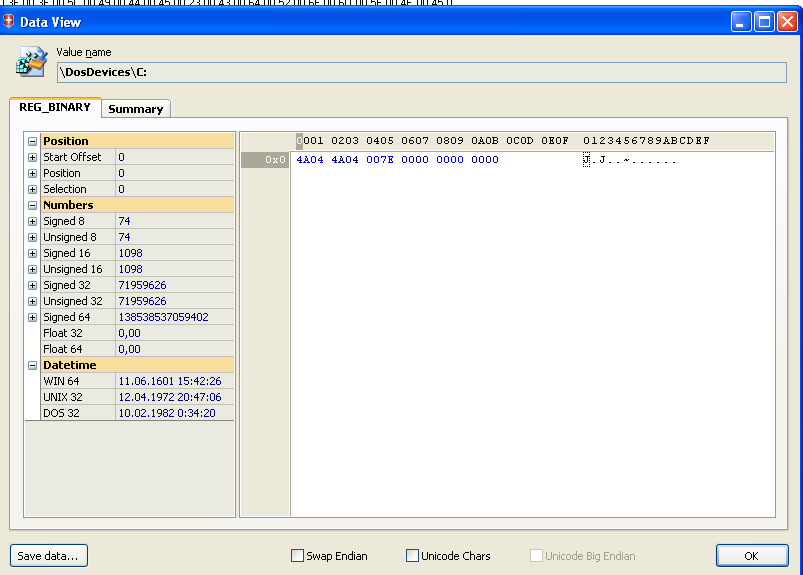 Data View
Value name
\DosDevices\C:
REG_BINARY Summary
Position
Start Offset 0
Position 0
Selection 0
Numbers
Signed 8 74
Unsigned 8 74
Signed 16 1098
Unsigned 16 1098
Signed 32 71959626
Unsigned 32 71959626
Signed 64 138538537059402
Float 32 0,00
Float 64 0,00
Datetime
WIN 64 11.06.1601 15:42:26
UNIX 32 12.04.1972 20:47:06
DOS 32 10.02.1982 0:34:20
0001 0203 0405 0607 0809 0A0B 0C0D 0E0F 0123456789ABCDEF
0x0 4A04 4A04 007E 0000 0000 0000 J.J..~......
Save data... Swap Endian Unicode Chars Unicode Big Endian OK